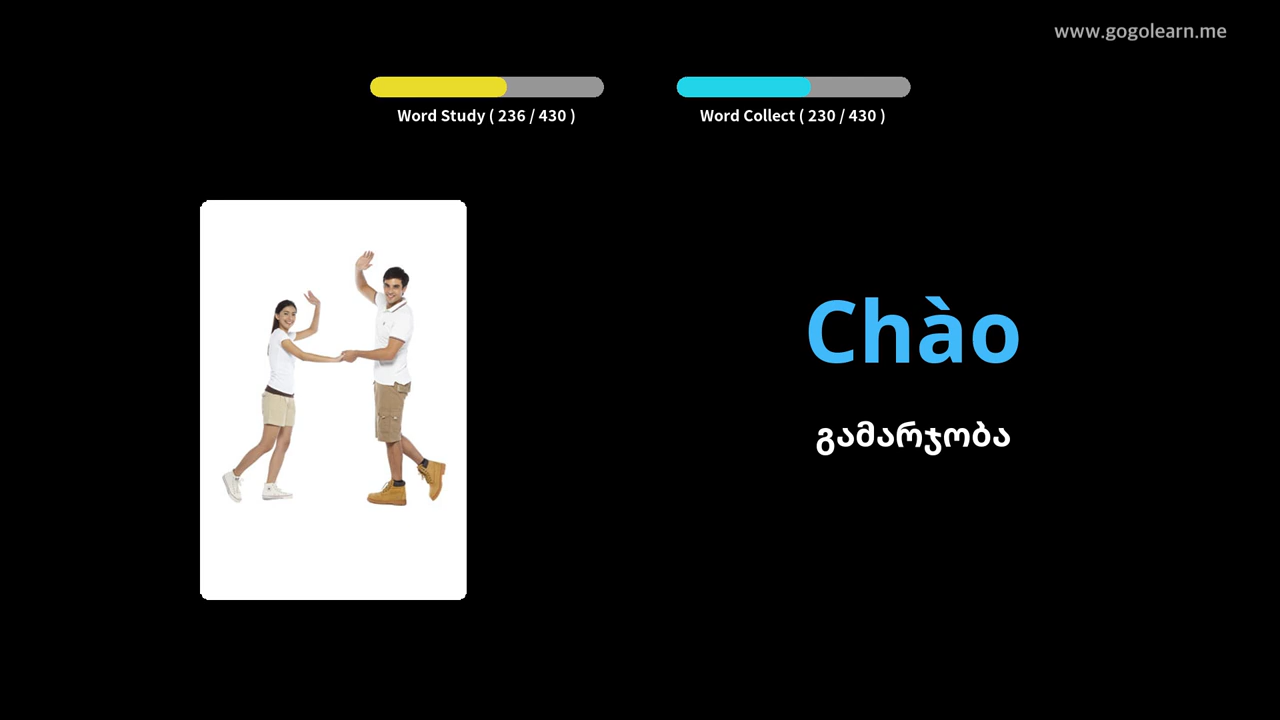 www.gogolearn.me
Word Study ( 236 / 430 )
Word Collect ( 230 / 430 )
Chào
გამარჯობა